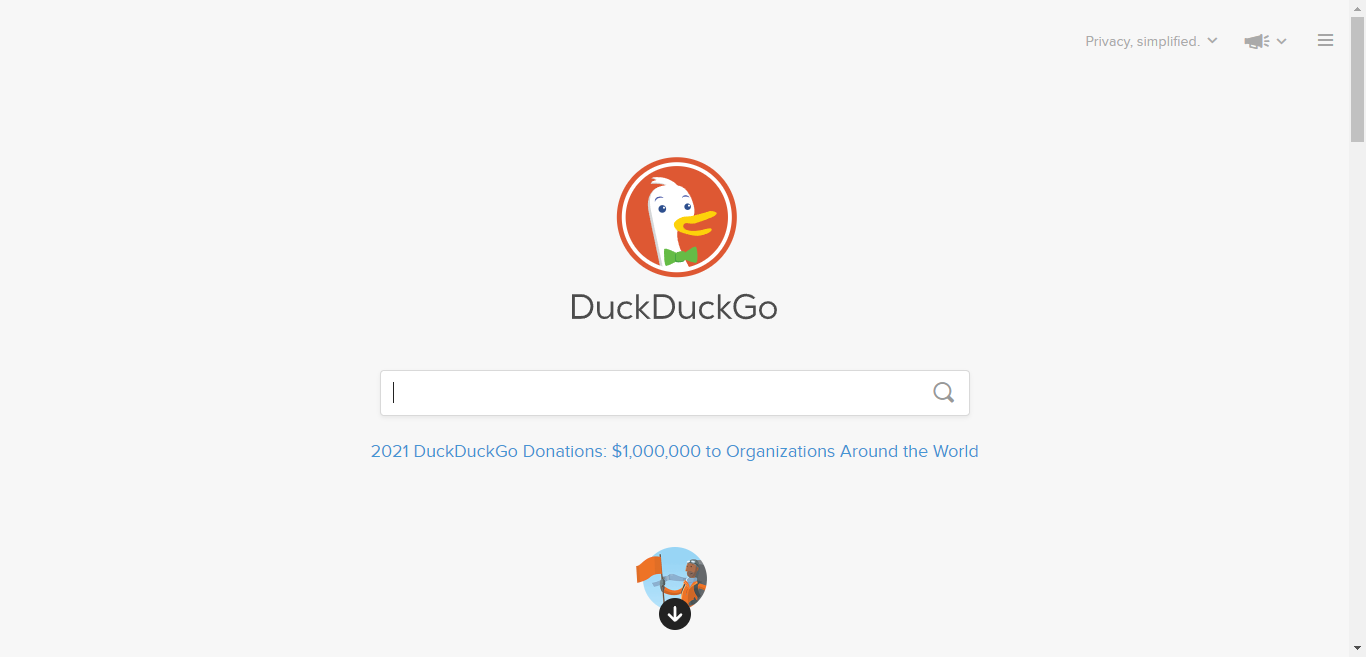 Privacy, simplified.
DuckDuckGo
2021 DuckDuckGo Donations: $1,000,000 to Organizations Around the World